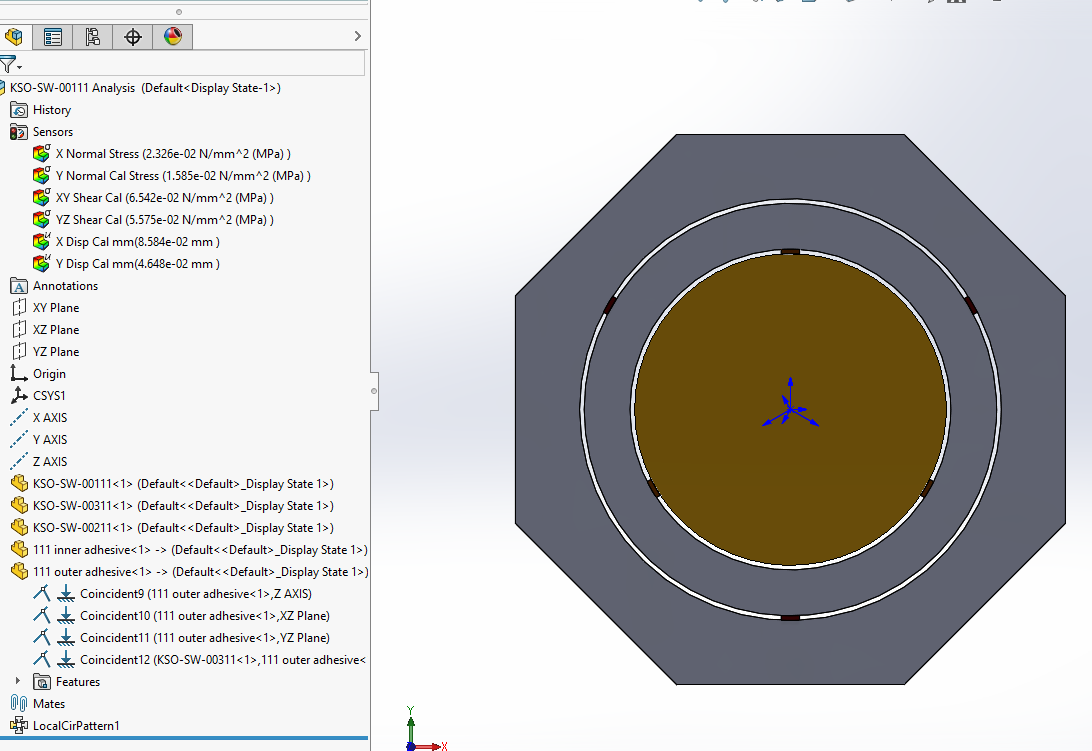 KSO-SW-00111 Analysis (Default<Display State-1>)
History
Sensors
X Normal Stress (2.326e-02 N/mm^2 (MPa) )
Y Normal Cal Stress (1.585e-02 N/mm^2 (MPa) )
XY Shear Cal (6.542e-02 N/mm^2 (MPa) )
YZ Shear Cal (5.575e-02 N/mm^2 (MPa) )
X Disp Cal mm(8.584e-02 mm )
Y Disp Cal mm(4.648e-02 mm )
A Annotations
XY Plane
XZ Plane
YZ Plane
Origin
CSYS1
X AXIS
Y AXIS
Z AXIS
KSO-SW-00111<1> (Default<<Default>_Display State 1>)
KSO-SW-00311<1> (Default<<Default>_Display State 1>)
KSO-SW-00211<1> (Default<<Default>_Display State 1>)
111 inner adhesive<1> -> (Default<<Default>_Display State 1>)
111 outer adhesive<1> -> (Default<<Default>_Display State 1>)
Coincident9 (111 outer adhesive<1>,Z AXIS)
Coincident10 (111 outer adhesive<1>,XZ Plane)
Coincident11 (111 outer adhesive<1>,YZ Plane)
Coincident12 (KSO-SW-00311<1>,111 outer adhesive<
Features
Mates
LocalCirPattern1
Y
X